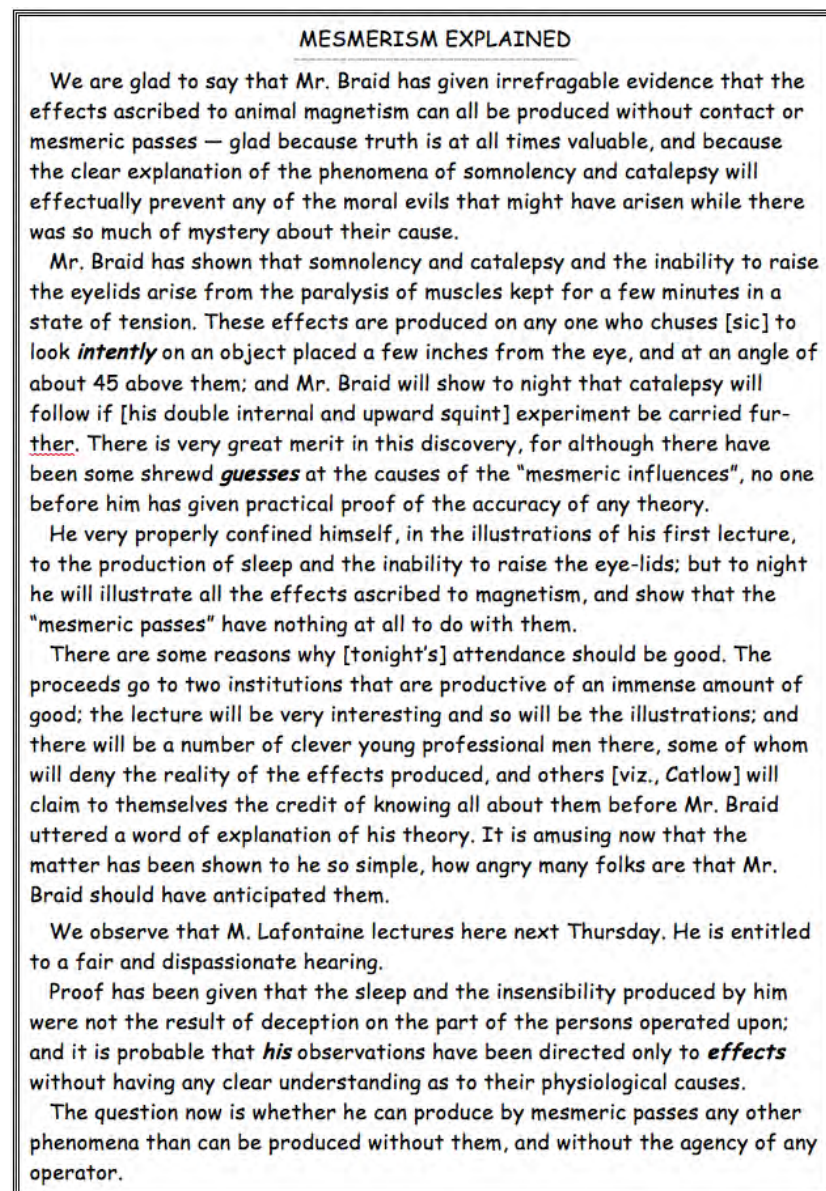 MESMERISM EXPLAINED
We are glad to say that Mr. Braid has given irrefragable evidence that the
effects ascribed to animal magnetism can all be produced without contact or
mesmeric passes — glad because truth is at all times valuable, and because
the clear explanation of the phenomena of somnolency and catalepsy will
effectually prevent any of the moral evils that might have arisen while there
was so much of mystery about their cause.
Mr. Braid has shown that somnolency and catalepsy and the inability to raise
the eyelids arise from the paralysis of muscles kept for a few minutes in a
state of tension. These effects are produced on any one who chuses [sic] to
look intently on an object placed a few inches from the eye, and at an angle of
about 45 above them; and Mr. Braid will show to night that catalepsy will
follow if [his double internal and upward squint] experiment be carried fur-
ther. There is very great merit in this discovery, for although there have
been some shrewd guesses at the causes of the “mesmeric influences”, no one
before him has given practical proof of the accuracy of any theory.
He very properly confined himself, in the illustrations of his first lecture,
to the production of sleep and the inability to raise the eye-lids; but to night
he will illustrate all the effects ascribed to magnetism, and show that the
“mesmeric passes” have nothing at all to do with them.
There are some reasons why [tonight’s] attendance should be good. The
proceeds go to two institutions that are productive of an immense amount of
good; the lecture will be very interesting and so will be the illustrations; and
there will be a number of clever young professional men there, some of whom
will deny the reality of the effects produced, and others [viz., Catlow] will
claim to themselves the credit of knowing all about them before Mr. Braid
uttered a word of explanation of his theory. It is amusing now that the
matter has been shown to he so simple, how angry many folks are that Mr.
Braid should have anticipated them.
We observe that M. Lafontaine lectures here next Thursday. He is entitled
to a fair and dispassionate hearing.
Proof has been given that the sleep and the insensibility produced by him
were not the result of deception on the part of the persons operated upon;
and it is probable that his observations have been directed only to effects
without having any clear understanding as to their physiological causes.
The question now is whether he can produce by mesmeric passes any other
phenomena than can be produced without them, and without the agency of any
operator.